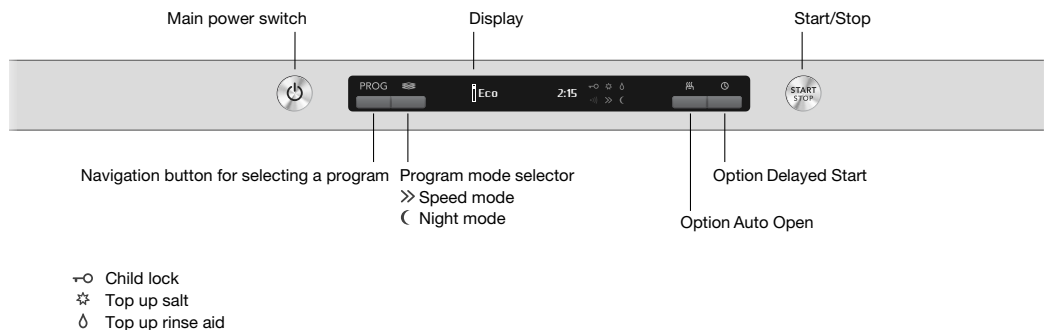 Main power switch
Display
Start/Stop
PROG
Eco
2:15
START
STOP
Navigation button for selecting a program
Program mode selector
Speed mode
Night mode
Option Delayed Start
Option Auto Open
Child lock
Top up salt
Top up rinse aid